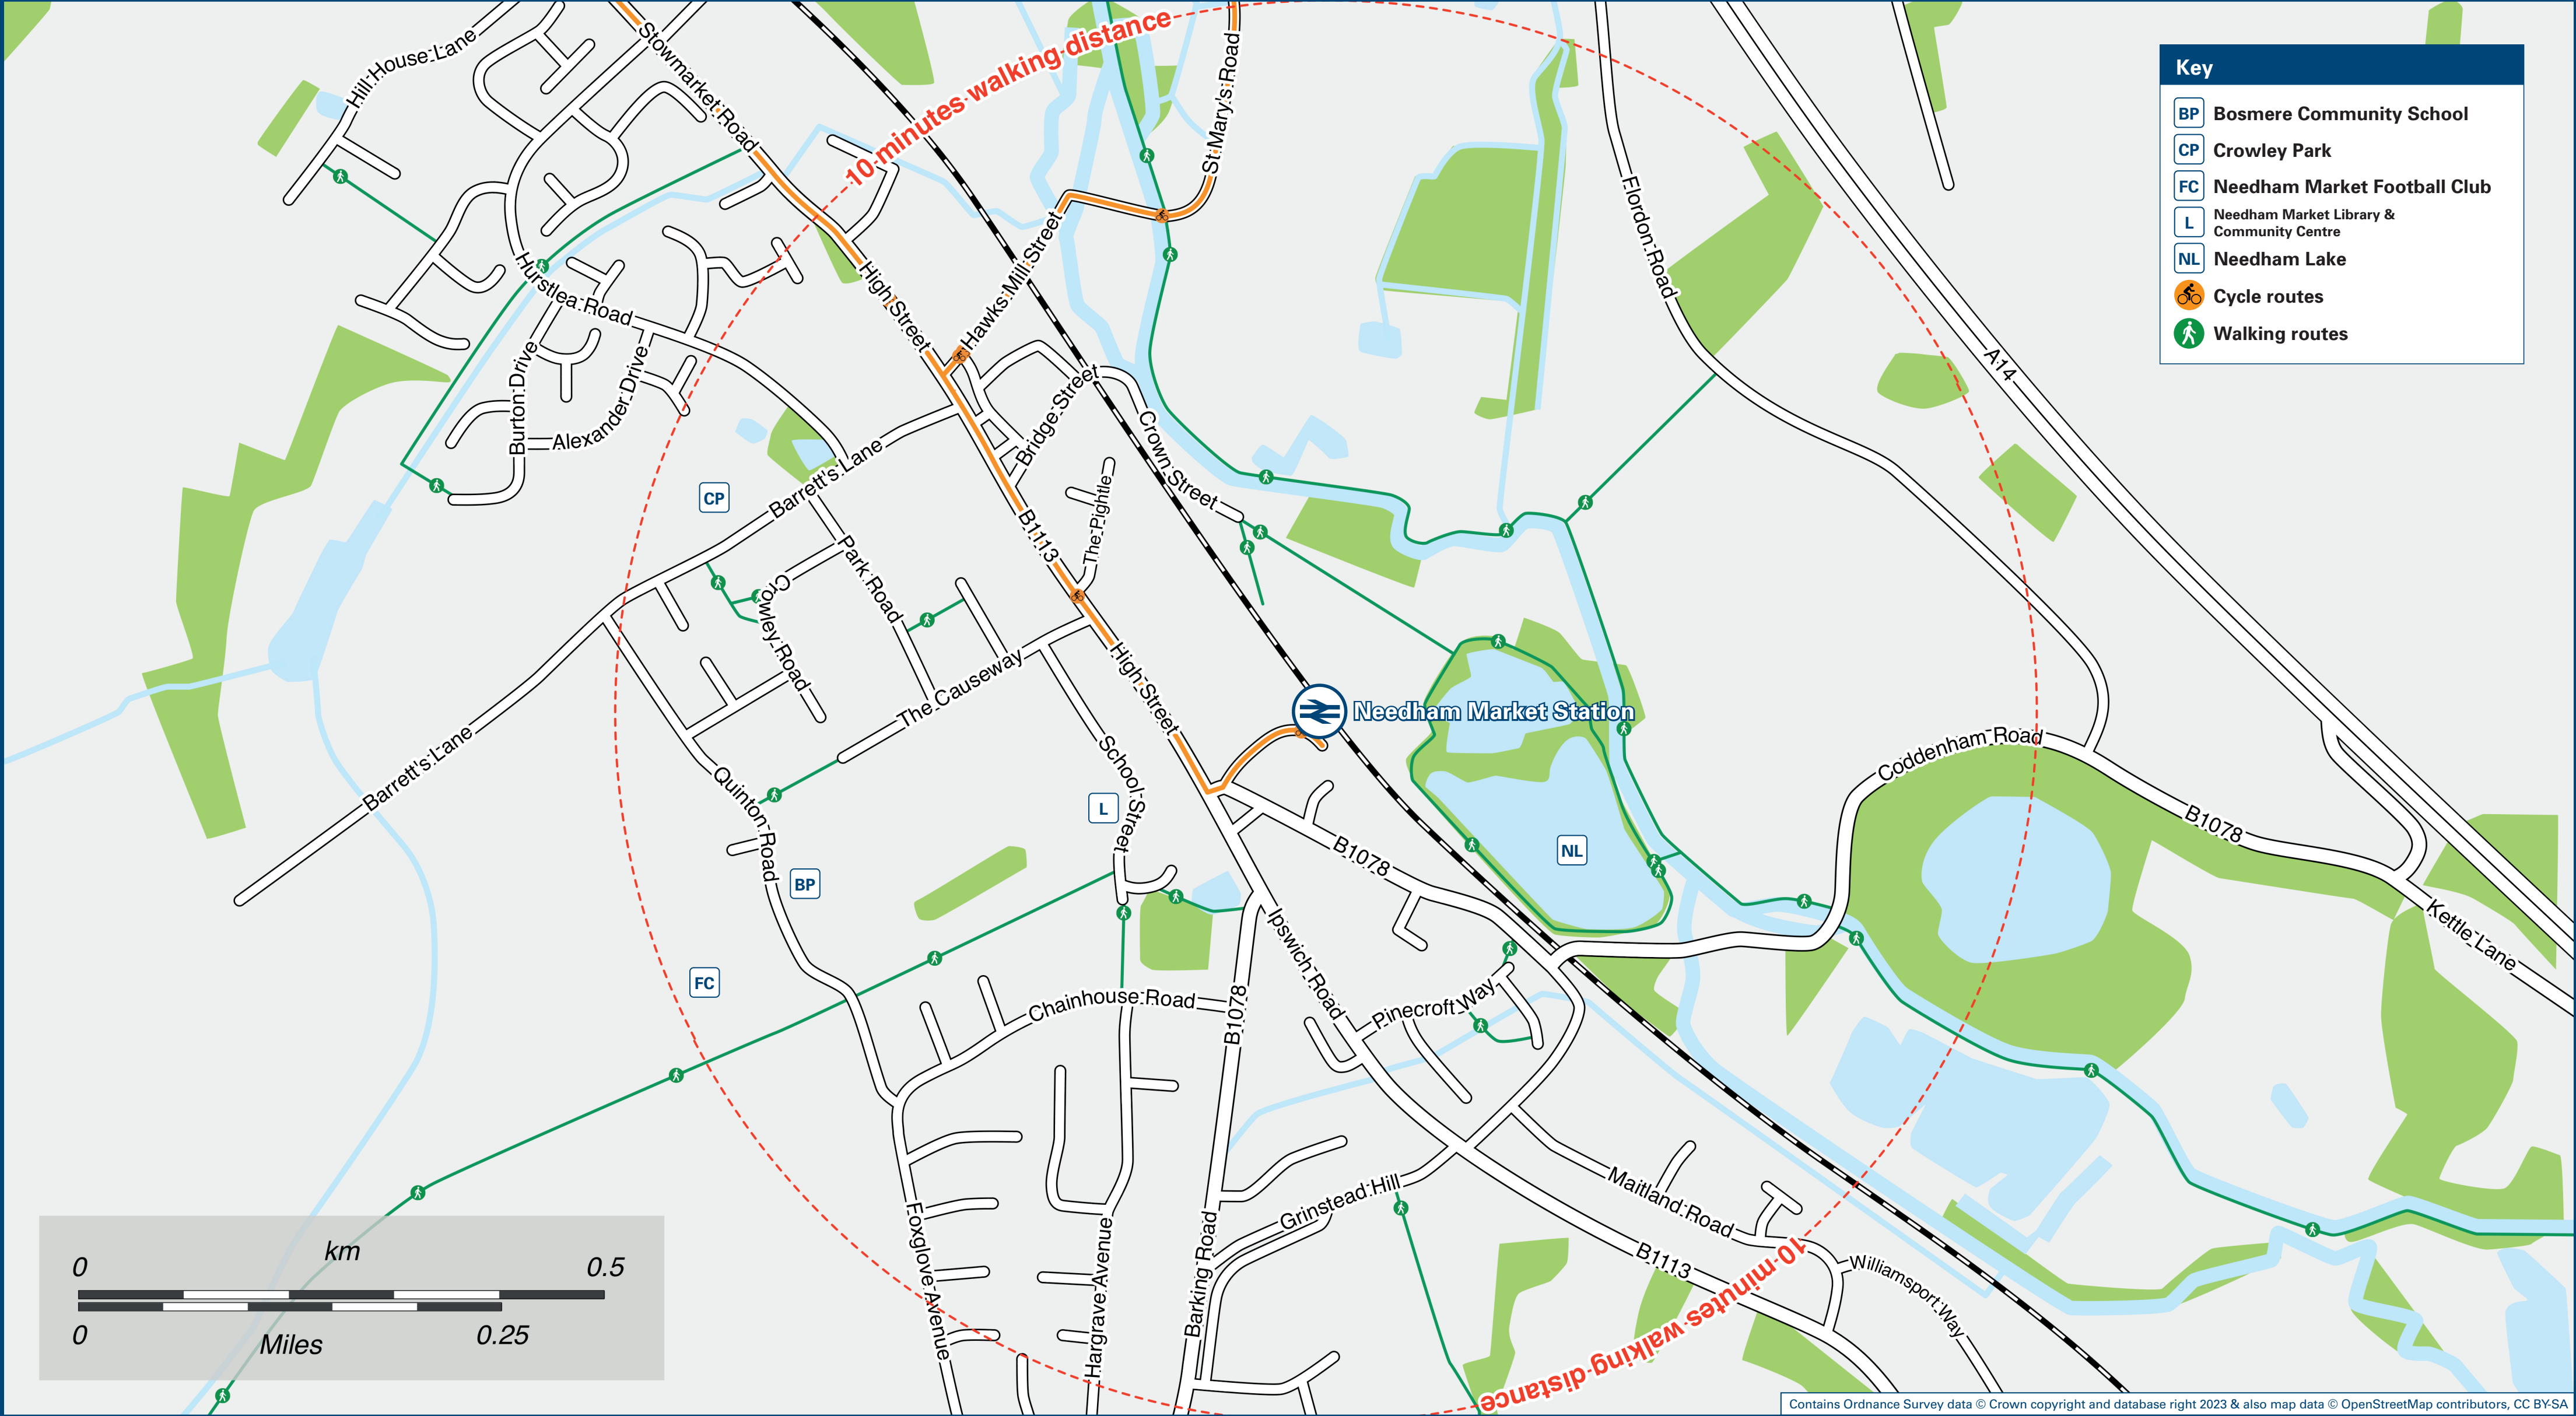 Hill House Lane
Stowmarket Road
10 minutes walking distance
St Mary's Road
Hurstlea Road
High Street
Hawks Mill Street
Flordon Road
A14
Burton Drive
Alexander Drive
Bridge Street
Crown Street
Barrett's Lane
CP
B1113
The Pightle
Park Road
Crowley Road
The Causeway
High Street
Needham Market Station
Barrett's Lane
Quinton Road
School Street
L
BP
FC
NL
B1078
Coddenham Road
B1078
Kettle Lane
Ipswich Road
Chainhouse Road
B1078
Pinecroft Way
Foxglove Avenue
Hargrave Avenue
Barking Road
Grinstead Hill
Maitland Road
B1113
Williamsport Way
10 minutes walking distance
Key
BP Bosmere Community School
CP Crowley Park
FC Needham Market Football Club
L Needham Market Library &
Community Centre
NL Needham Lake
Cycle routes
Walking routes
km
0 0.5
0 0.25
Miles
Contains Ordnance Survey data © Crown copyright and database right 2023 & also map data © OpenStreetMap contributors, CC BY-SA